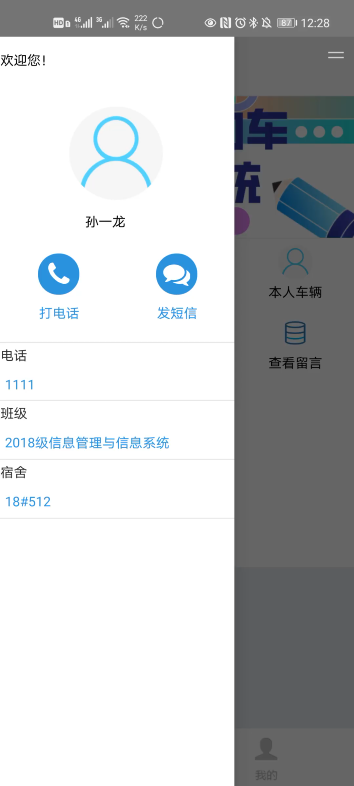 HD 4G 3G 222 K/s 87 12:28
欢迎您！
孙一龙
打电话 发短信
电话
1111
班级
2018级信息管理与信息系统
宿舍
18#512
车
统
本人车辆
查看留言
我的